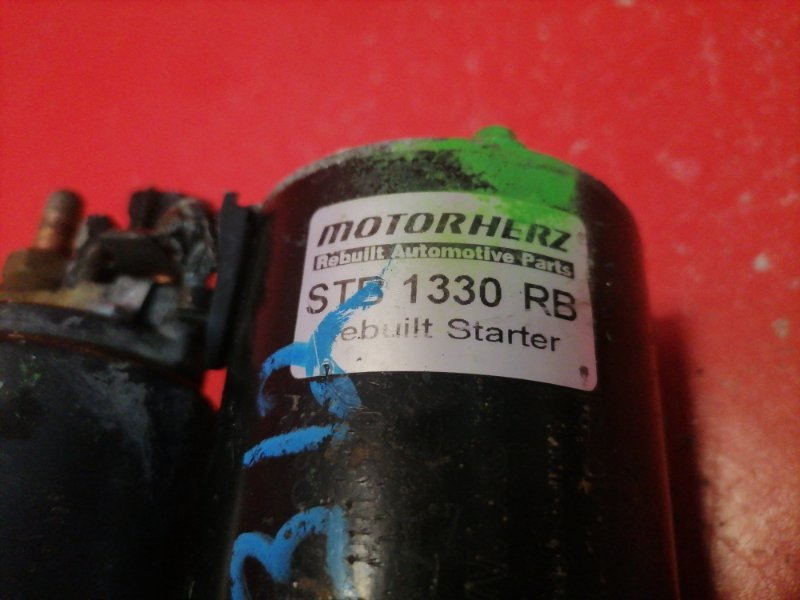 MOTORHERZ
Rebuilt Automotive Parts
STB 1330 RB
Rebuilt Starter